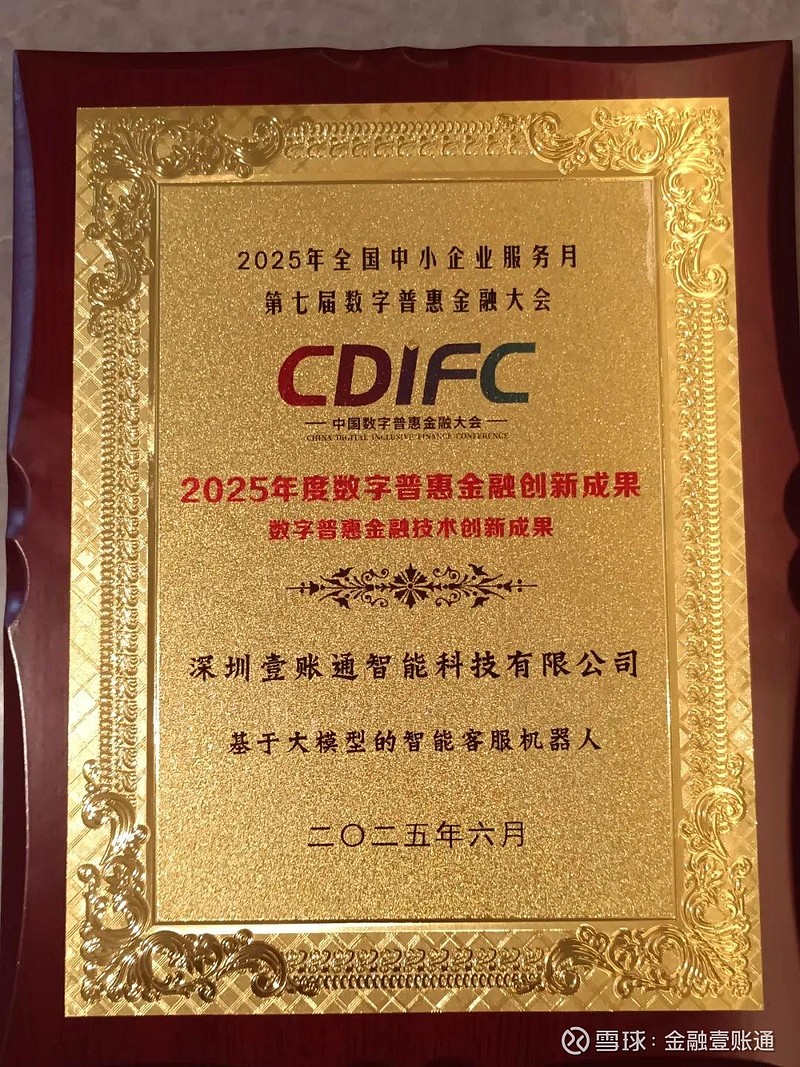 2025年全国中小企业服务月
第七届数字普惠金融大会
CDIFC
中国数字普惠金融大会
CHINA DIGITAL INCLUSIVE FINANCE CONFERENCE
2025年度数字普惠金融创新成果
数字普惠金融技术创新成果
深圳壹账通智能科技有限公司
基于大模型的智能客服机器人
二〇二五年六月
雪球：金融壹账通